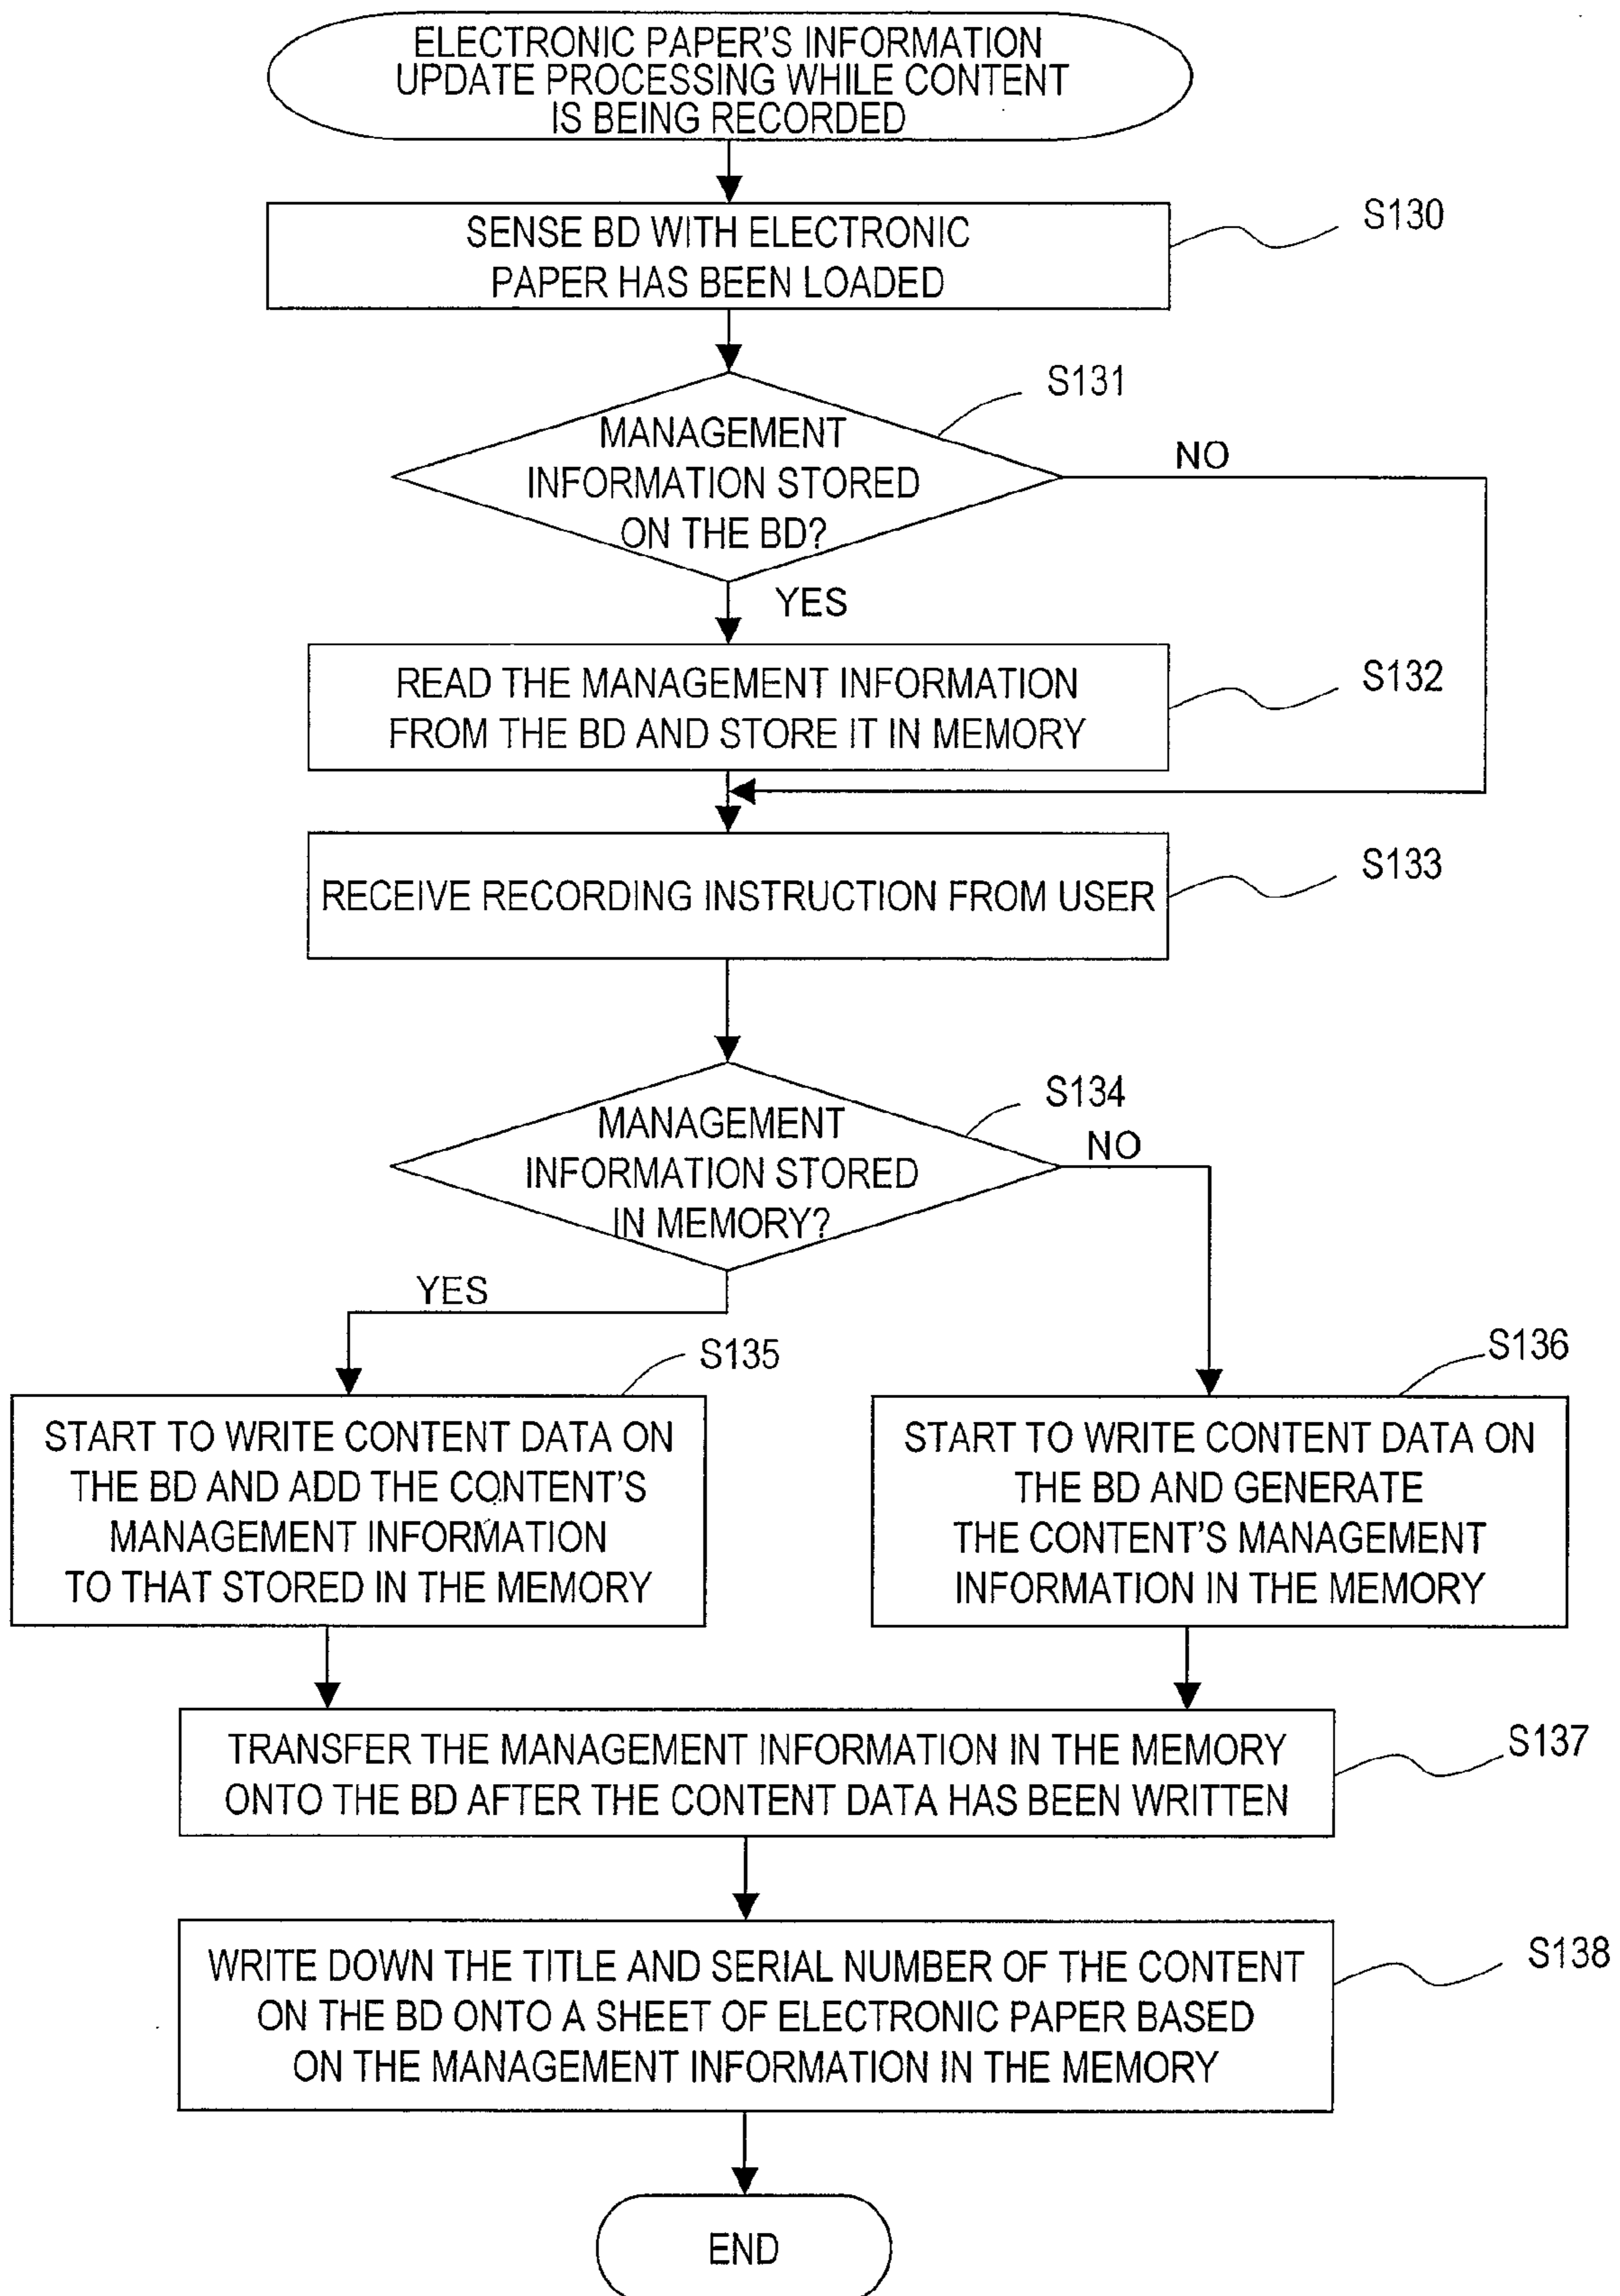 ELECTRONIC PAPER'S INFORMATION
UPDATE PROCESSING WHILE CONTENT
IS BEING RECORDED
SENSE BD WITH ELECTRONIC
PAPER HAS BEEN LOADED
S130
S131
MANAGEMENT
INFORMATION STORED
ON THE BD?
NO
YES
READ THE MANAGEMENT INFORMATION
FROM THE BD AND STORE IT IN MEMORY
S132
RECEIVE RECORDING INSTRUCTION FROM USER
S133
S134
MANAGEMENT
INFORMATION STORED
IN MEMORY?
NO
YES
S135
START TO WRITE CONTENT DATA ON
THE BD AND ADD THE CONTENT'S
MANAGEMENT INFORMATION
TO THAT STORED IN THE MEMORY
S136
START TO WRITE CONTENT DATA ON
THE BD AND GENERATE
THE CONTENT'S MANAGEMENT
INFORMATION IN THE MEMORY
TRANSFER THE MANAGEMENT INFORMATION IN THE MEMORY
ONTO THE BD AFTER THE CONTENT DATA HAS BEEN WRITTEN
S137
WRITE DOWN THE TITLE AND SERIAL NUMBER OF THE CONTENT
ON THE BD ONTO A SHEET OF ELECTRONIC PAPER BASED
ON THE MANAGEMENT INFORMATION IN THE MEMORY
S138
END